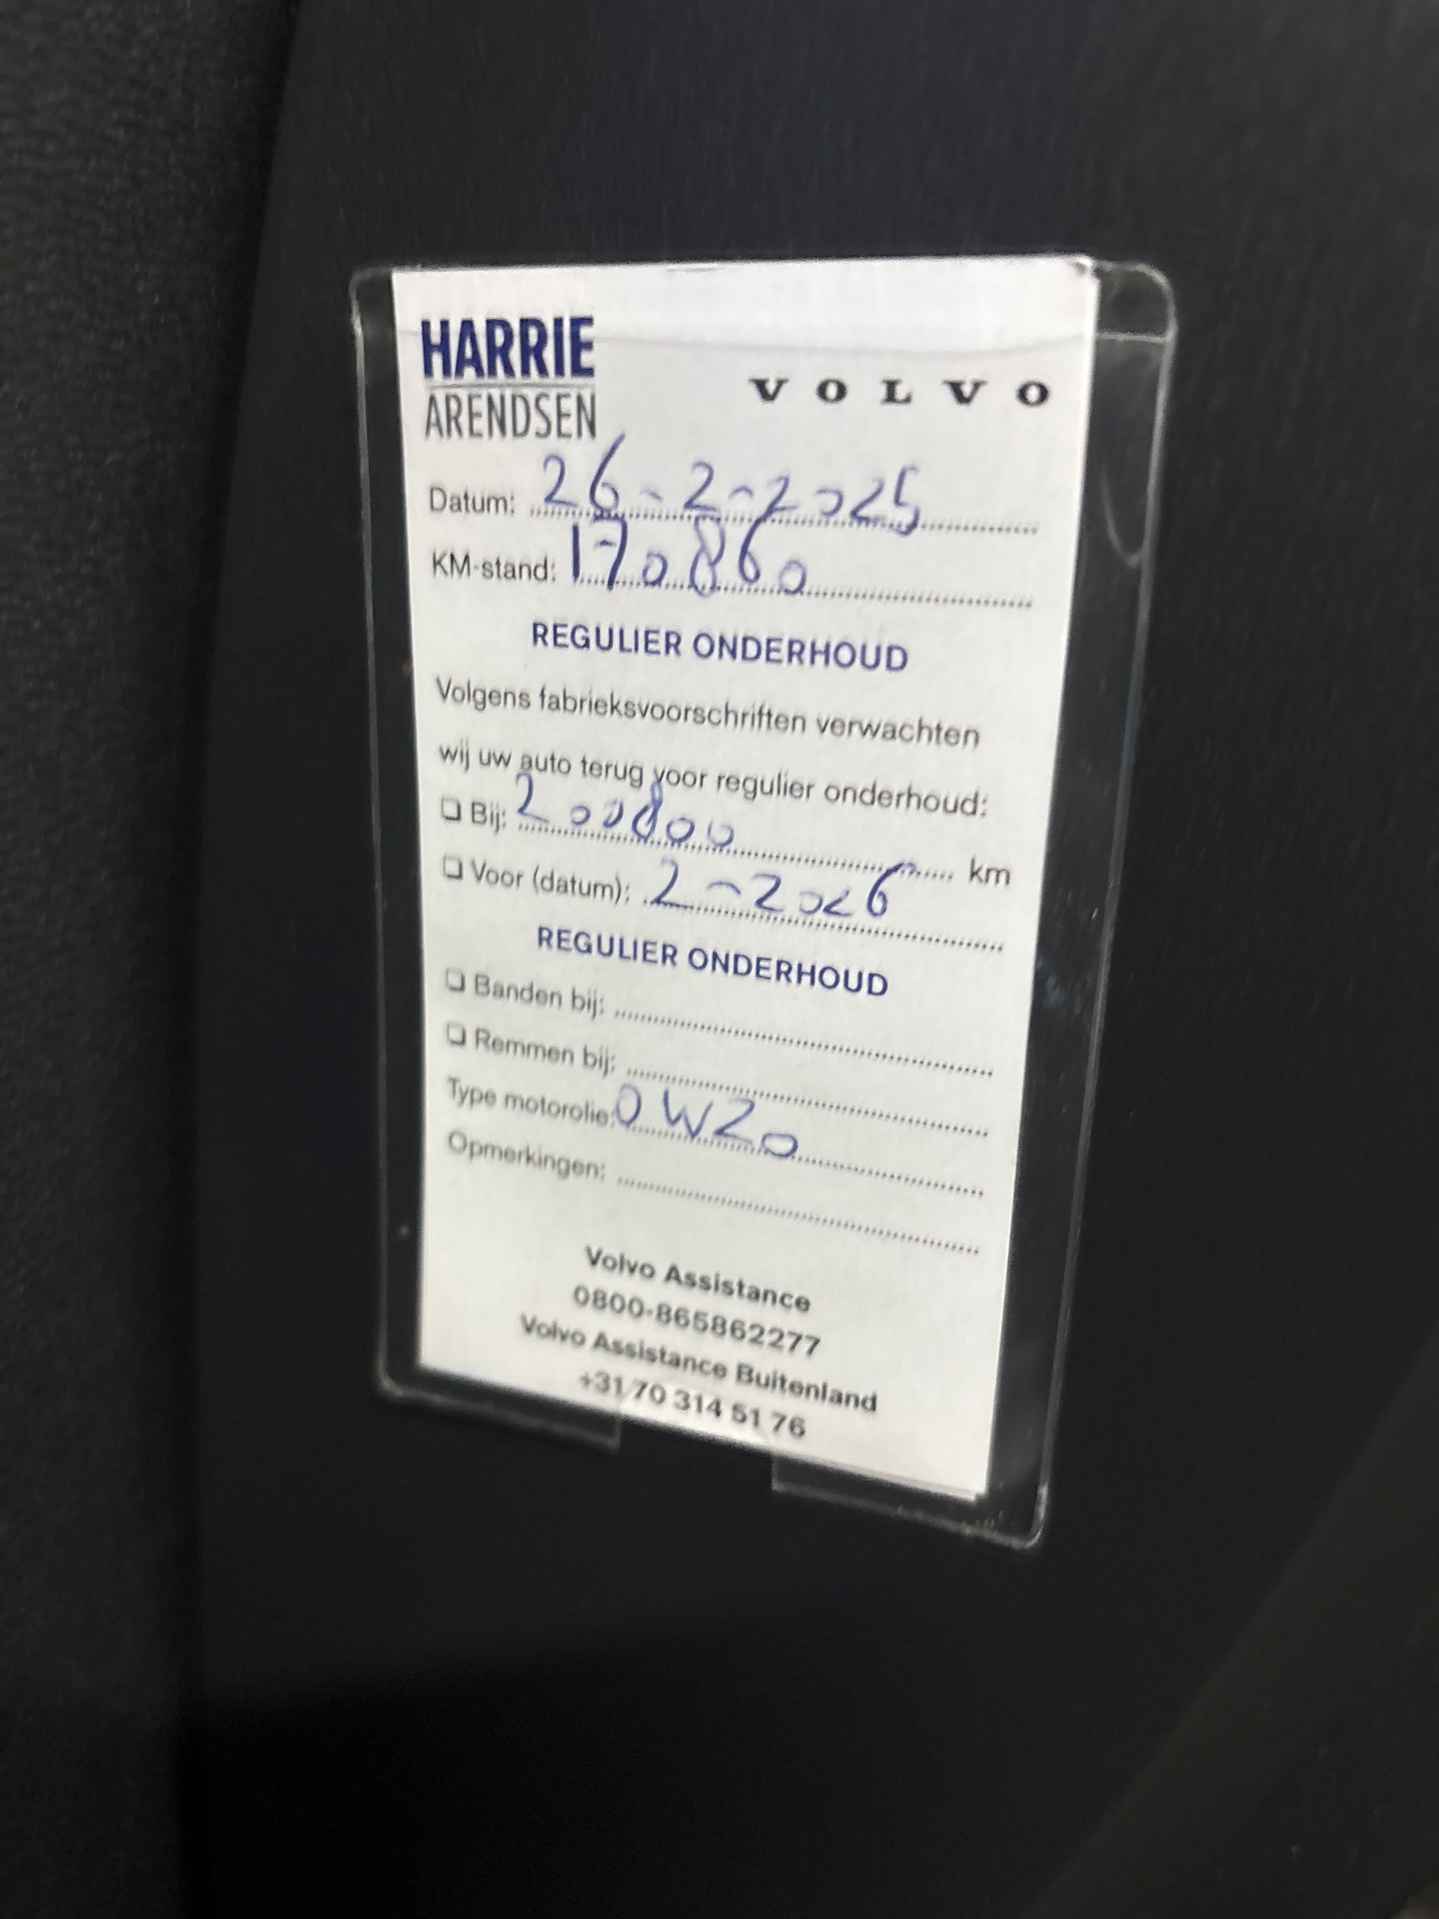 HARRIE
ARENDSEN
VOLVO
Datum: 26-2-2025
KM-stand: 170860
REGULIER ONDERHOUD
Volgens fabrieksvoorschriften verwachten
wij uw auto terug voor regulier onderhoud:
❏ Bij: 200800 km
❏ Voor (datum): 2-2026
REGULIER ONDERHOUD
❏ Banden bij:
❏ Remmen bij:
Type motorolie: 0W20
Opmerkingen:
Volvo Assistance
0800-865862277
Volvo Assistance Buitenland
+31 70 314 51 76